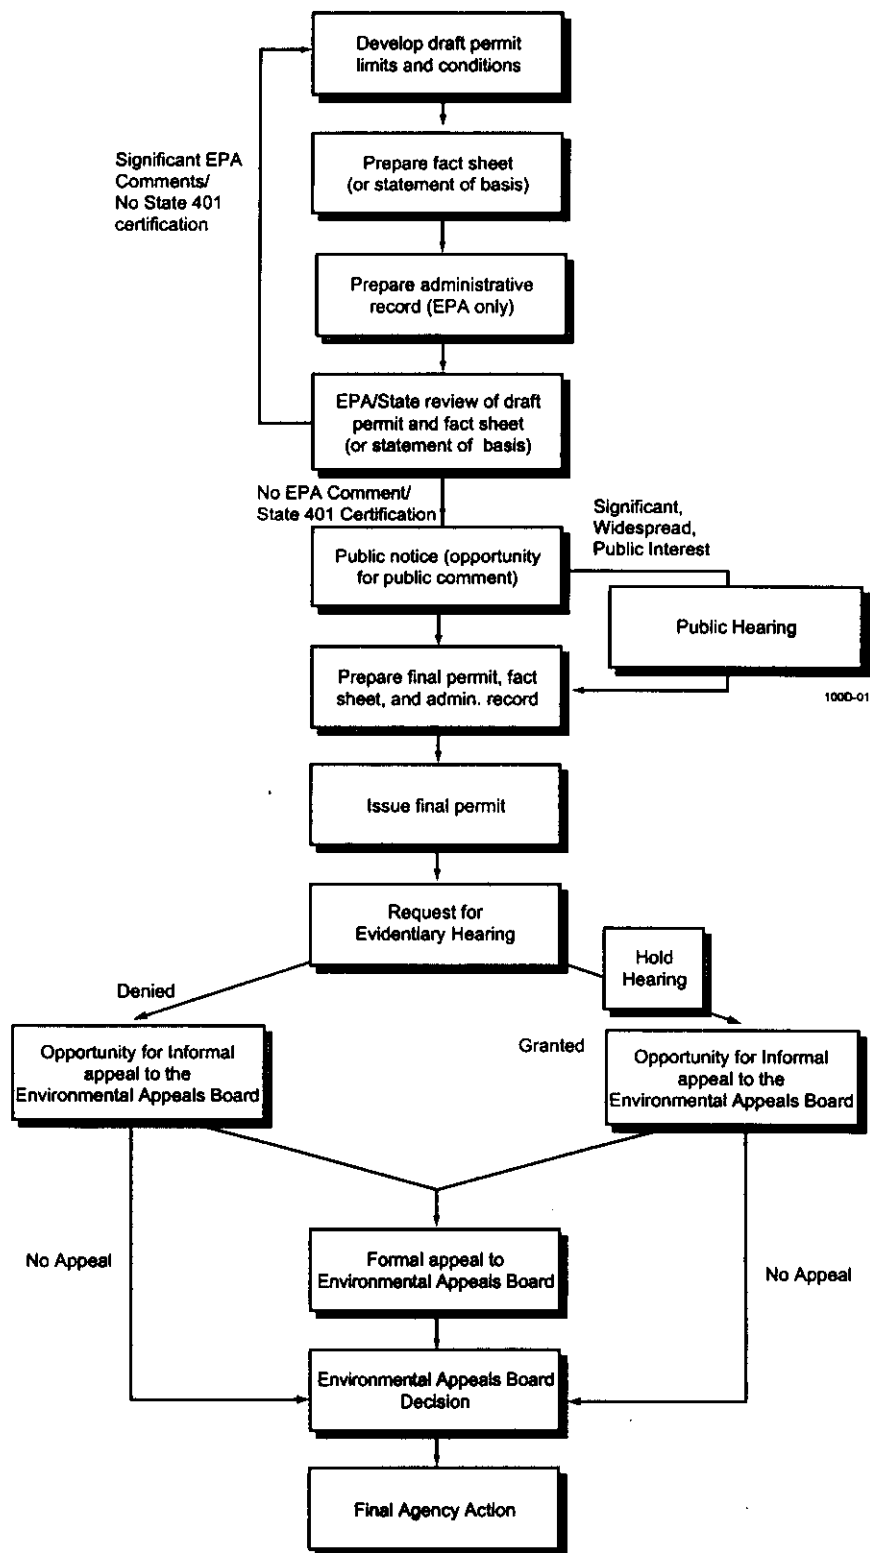 Develop draft permit
limits and conditions
Significant EPA
Comments/
No State 401
certification
Prepare fact sheet
(or statement of basis)
Prepare administrative
record (EPA only)
EPA/State review of draft
permit and fact sheet
(or statement of basis)
No EPA Comment/
State 401 Certification
Significant,
Widespread,
Public Interest
Public notice (opportunity
for public comment)
Public Hearing
Prepare final permit, fact
sheet, and admin. record
100D-01
Issue final permit
Request for
Evidentiary Hearing
Hold
Hearing
Denied
Granted
Opportunity for Informal
appeal to the
Environmental Appeals Board
Opportunity for Informal
appeal to the
Environmental Appeals Board
No Appeal
Formal appeal to
Environmental Appeals Board
No Appeal
Environmental Appeals Board
Decision
Final Agency Action